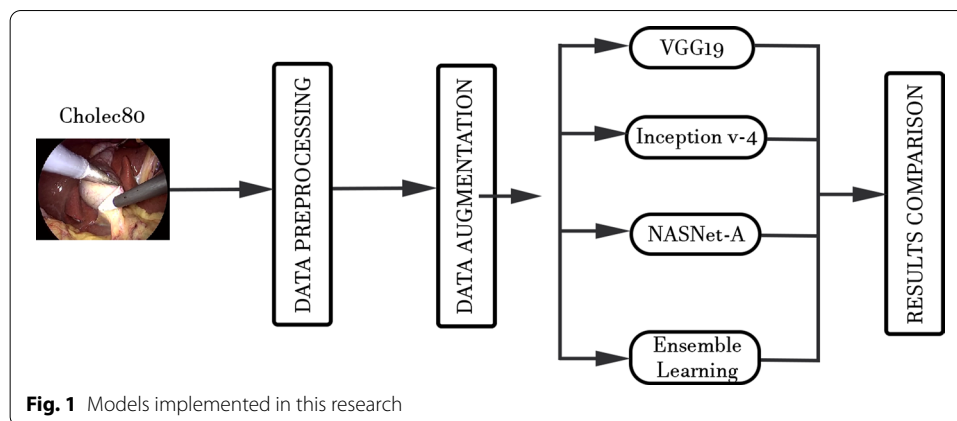 Cholec80
DATA PREPROCESSING
DATA AUGMENTATION
VGG19
Inception v-4
NASNet-A
Ensemble
Learning
RESULTS COMPARISON
Fig. 1 Models implemented in this research